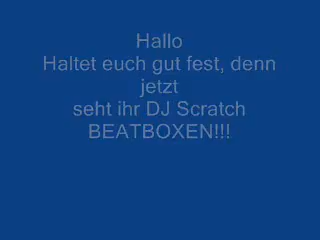 Hallo
Haltet euch gut fest, denn
jetzt
seht ihr DJ Scratch
BEATBOXEN!!!